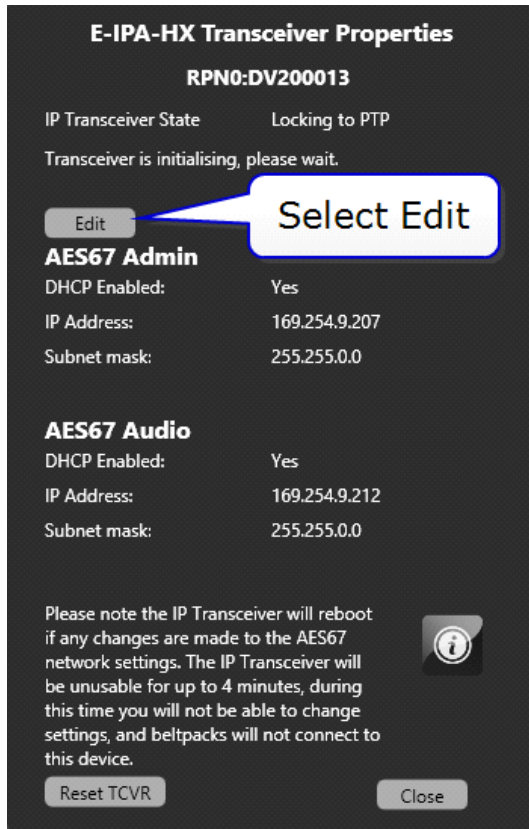 E-IPA-HX Transceiver Properties
RPN0:DV200013
IP Transceiver State Locking to PTP
Transceiver is initialising, please wait.
Edit
Select Edit
AES67 Admin
DHCP Enabled: Yes
IP Address: 169.254.9.207
Subnet mask: 255.255.0.0
AES67 Audio
DHCP Enabled: Yes
IP Address: 169.254.9.212
Subnet mask: 255.255.0.0
Please note the IP Transceiver will reboot
if any changes are made to the AES67
network settings. The IP Transceiver will
be unusable for up to 4 minutes, during
this time you will not be able to change
settings, and beltpacks will not connect to
this device.
Reset TCVR
Close